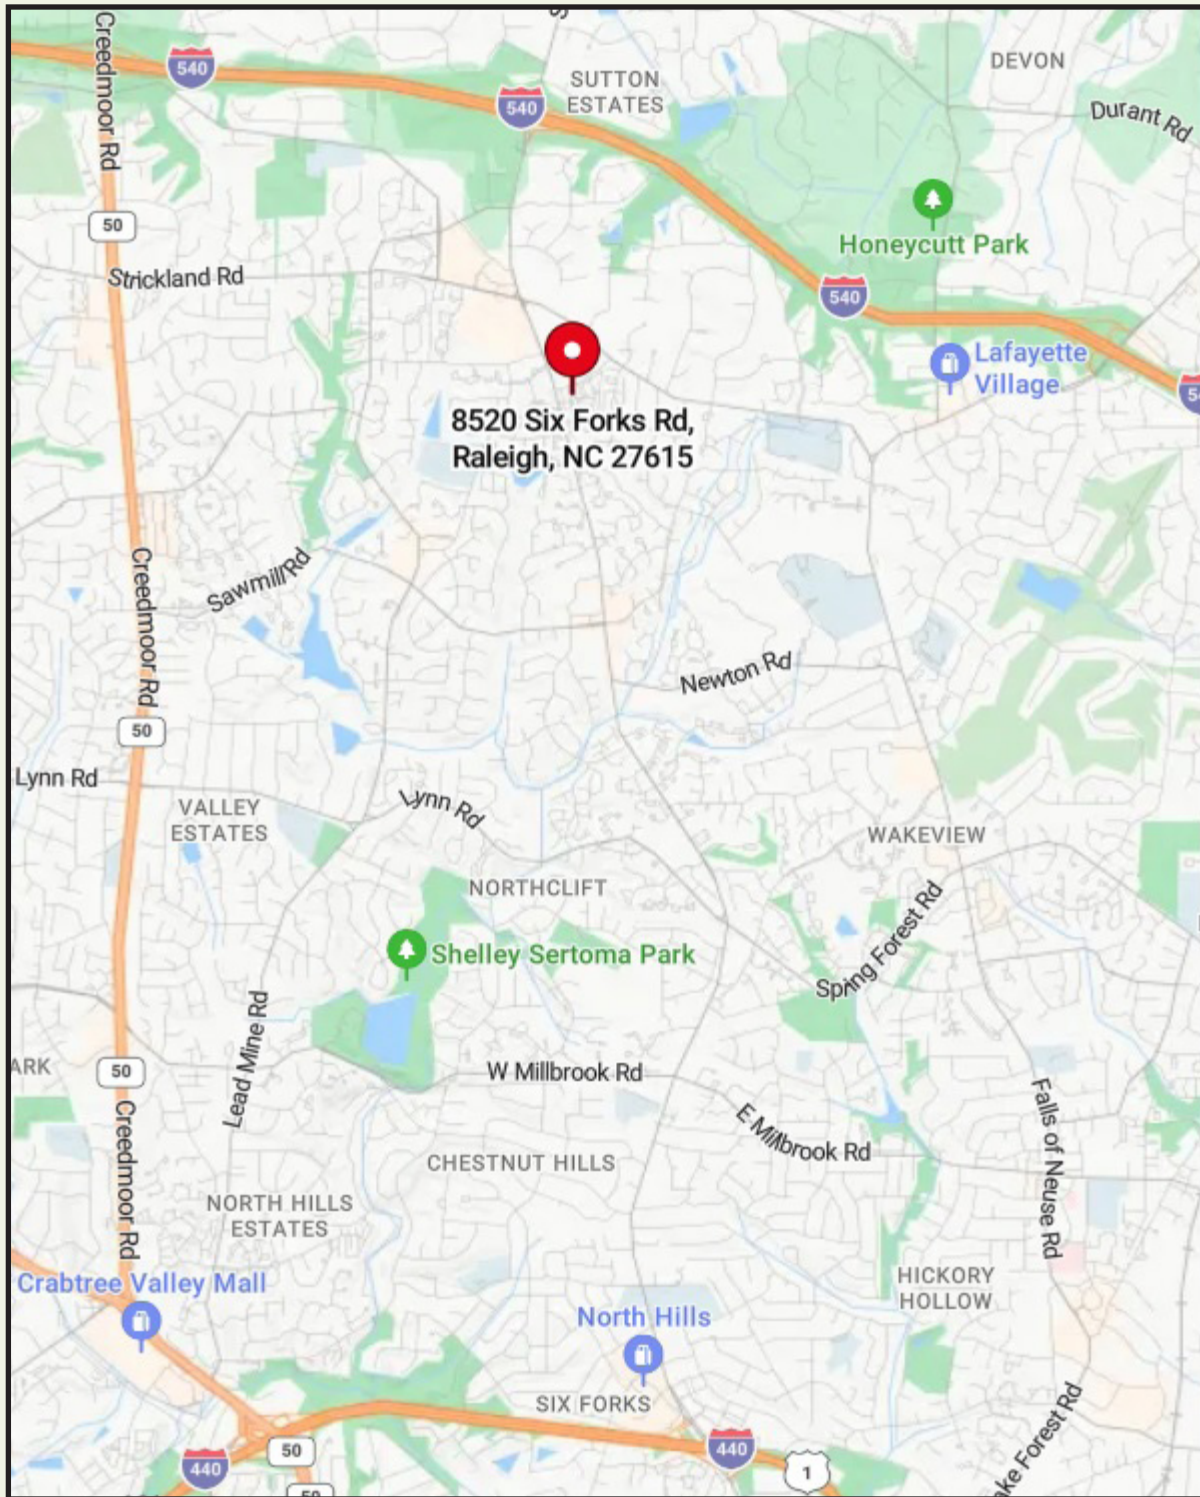 Creedmoor Rd
540
540
SUTTON
ESTATES
DEVON
Durant Rd
50
Honeycutt Park
Strickland Rd
540
Lafayette
Village
8520 Six Forks Rd,
Raleigh, NC 27615
Creedmoor Rd
Sawmill Rd
Newton Rd
50
Lynn Rd
Lynn Rd
VALLEY
ESTATES
WAKEVIEW
NORTHCLIFT
Spring Forest Rd
Shelley Sertoma Park
Lead Mine Rd
ARK
50
W Millbrook Rd
Falls of Neuse Rd
Creedmoor Rd
E Millbrook Rd
CHESTNUT HILLS
NORTH HILLS
ESTATES
Crabtree Valley Mall
HICKORY
HOLLOW
North Hills
SIX FORKS
ake Forest Rd
50
440
440
1
50